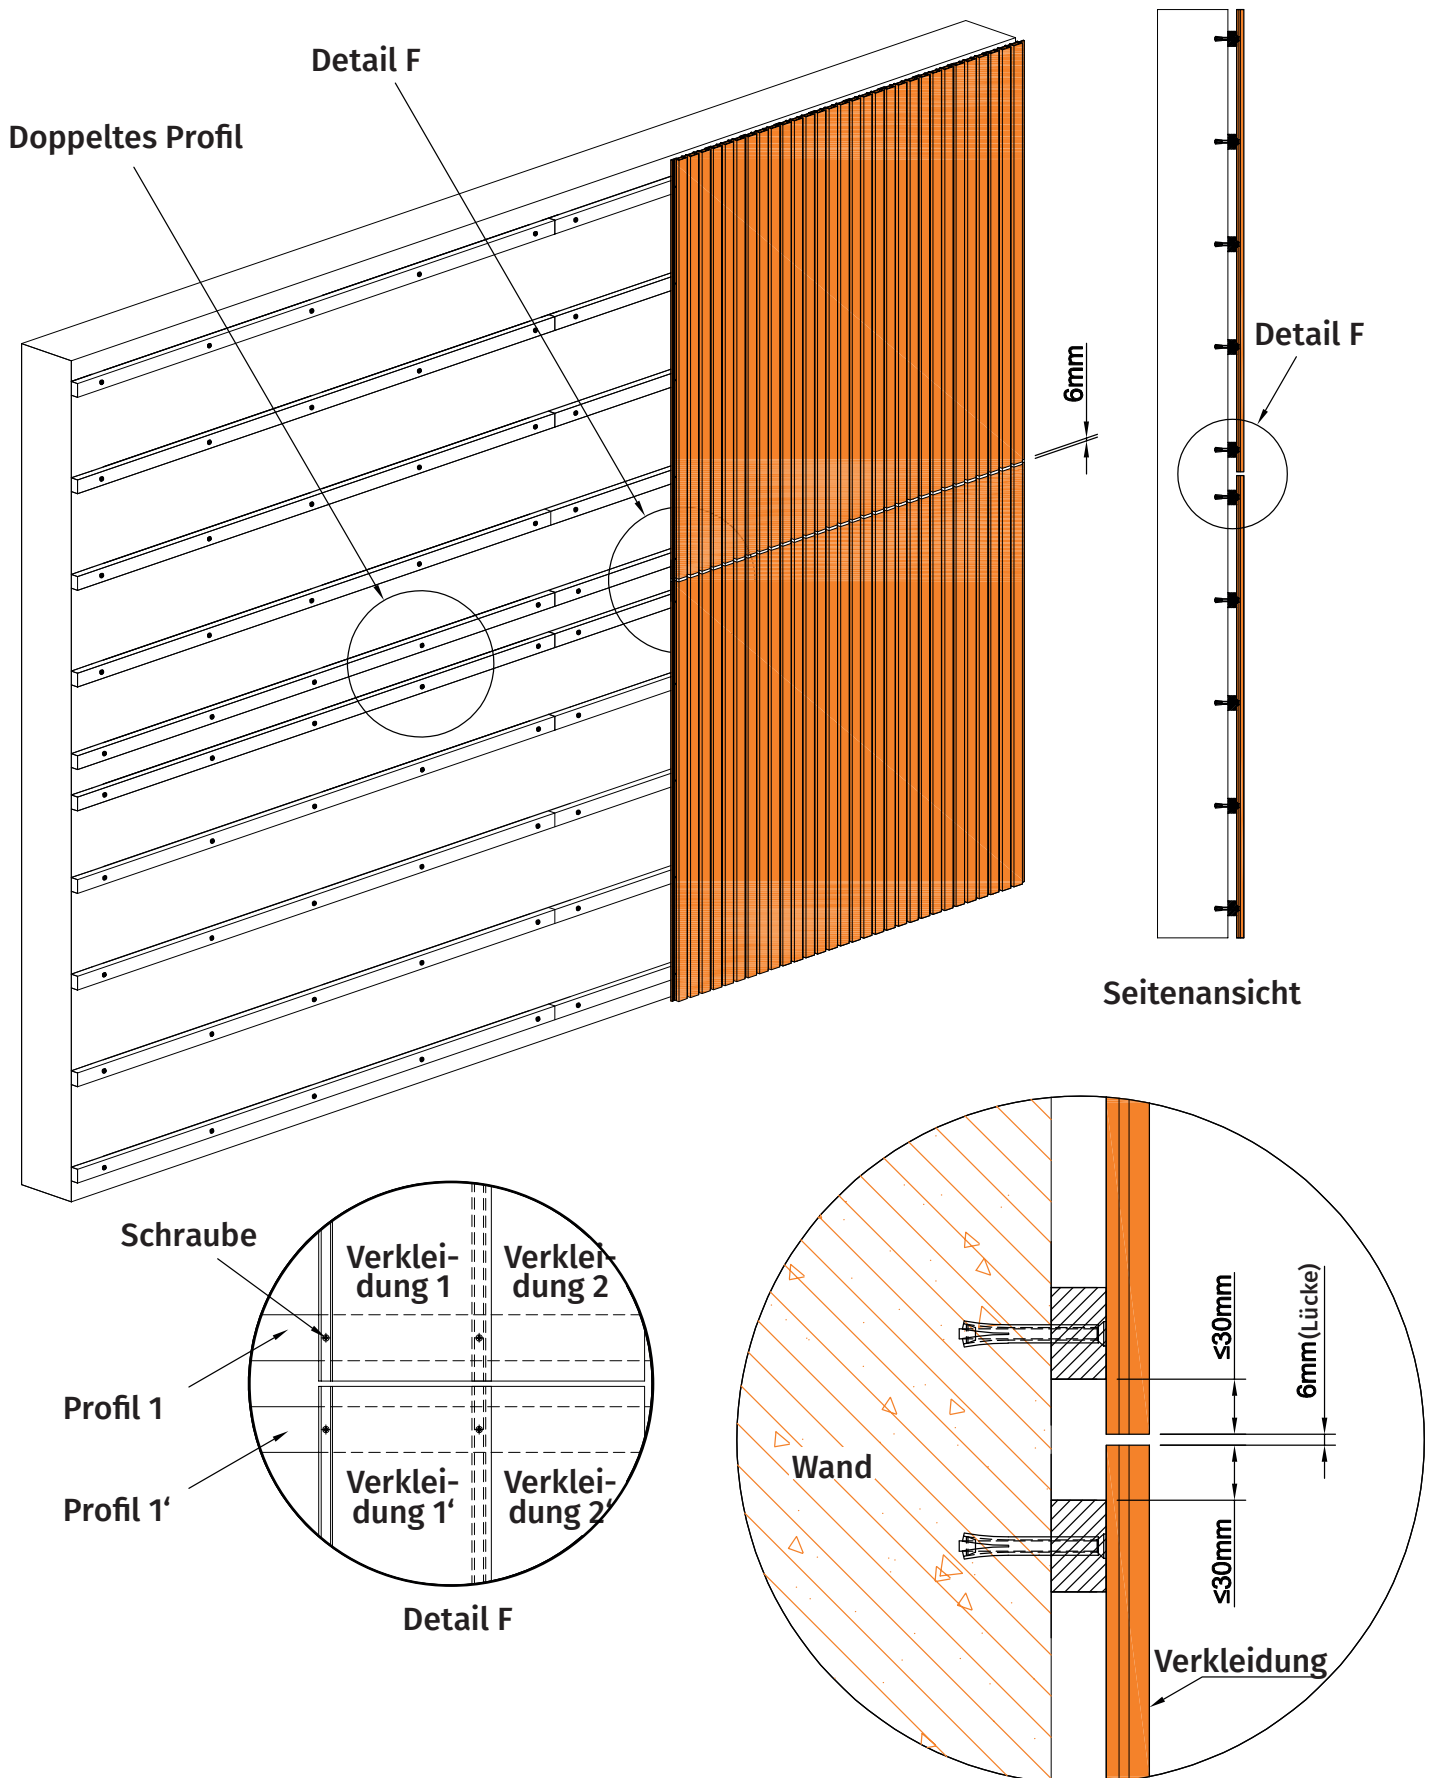 Detail F
Doppeltes Profil
6mm
Detail F
Seitenansicht
Schraube
Verklei-
dung 1
Verklei-
dung 2
Profil 1
Profil 1‘
Verklei-
dung 1‘
Verklei-
dung 2‘
Detail F
≤30mm
6mm(Lücke)
Wand
≤30mm
Verkleidung